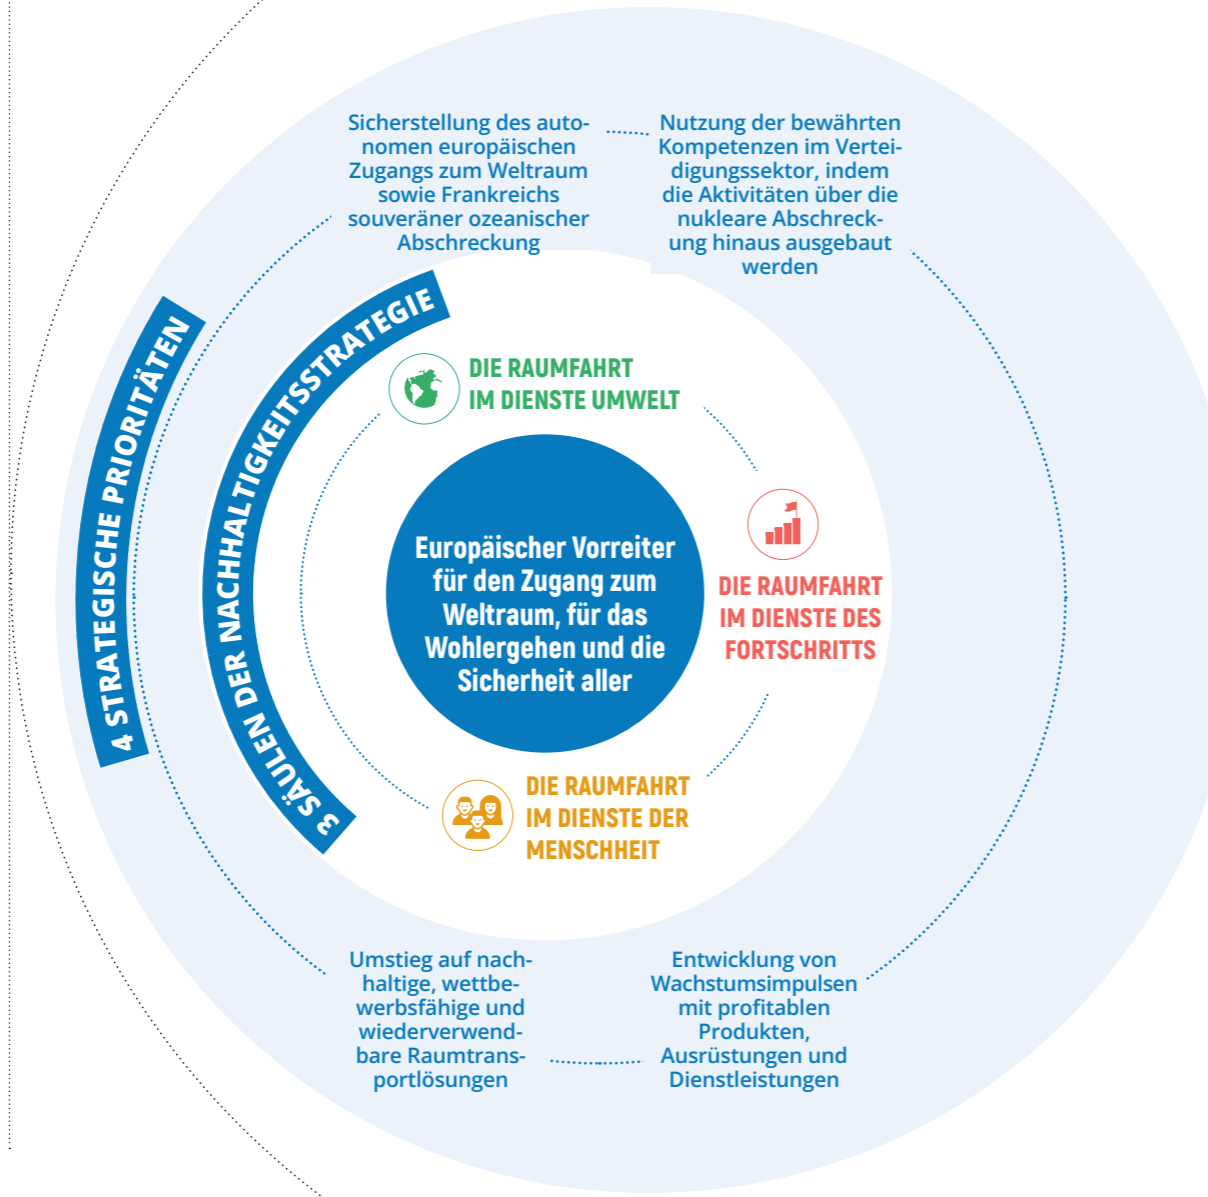 Sicherstellung des auto-
nomen europäischen
Zugangs zum Weltraum
sowie Frankreichs
souveräner ozeanischer
Abschreckung
Nutzung der bewährten
Kompetenzen im Vertei-
digungssektor, indem
die Aktivitäten über die
nukleare Abschreck-
ung hinaus ausgebaut
werden
4 STRATEGISCHE PRIORITÄTEN
3 SÄULEN DER NACHHALTIGKEITSSTRATEGIE
DIE RAUMFAHRT
IM DIENSTE UMWELT
Europäischer Vorreiter
für den Zugang zum
Weltraum, für das
Wohlergehen und die
Sicherheit aller
DIE RAUMFAHRT
IM DIENSTE DES
FORTSCHRITTS
DIE RAUMFAHRT
IM DIENSTE DER
MENSCHHEIT
Umstieg auf nach-
haltige, wettbe-
werbsfähige und
wiederverwend-
bare Raumtrans-
portlösungen
Entwicklung von
Wachstumsimpulsen
mit profitablen
Produkten,
Ausrüstungen und
Dienstleistungen